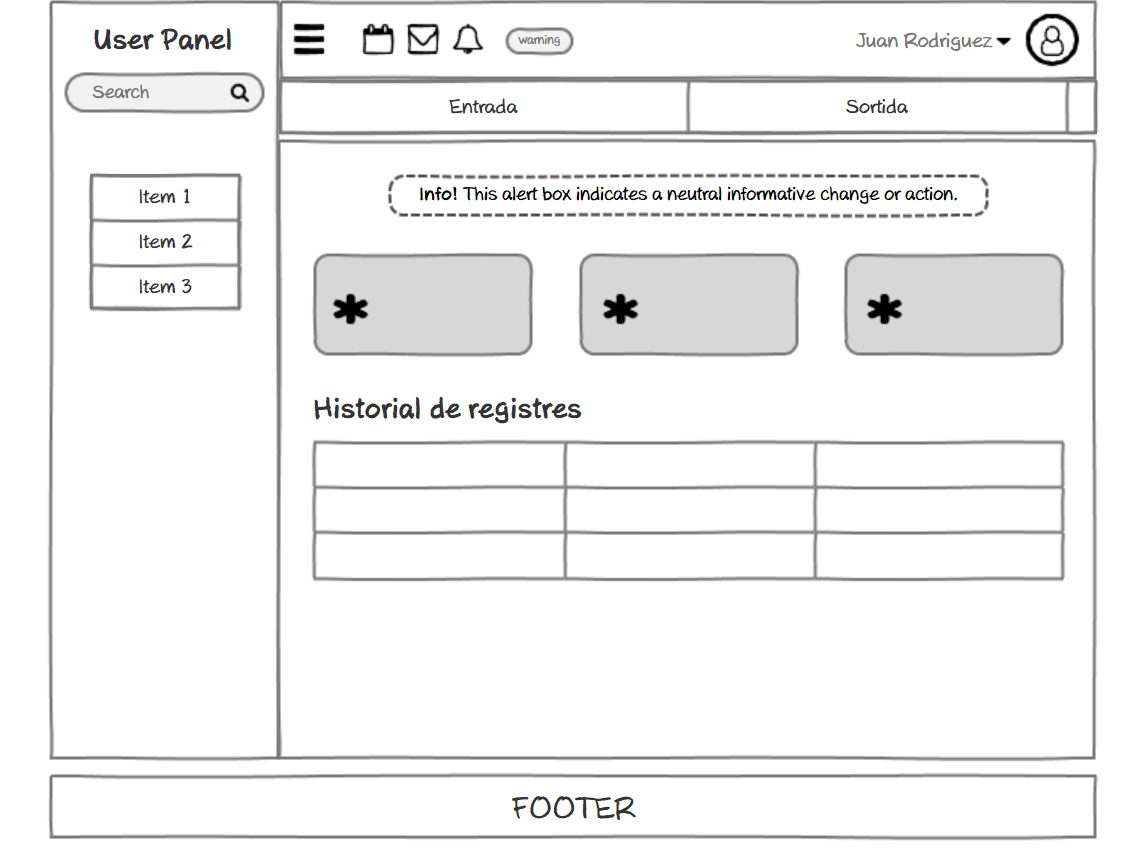 User Panel
Search
Item 1
Item 2
Item 3
warning
Juan Rodriguez
Entrada
Sortida
Info! This alert box indicates a neutral informative change or action.
Historial de registres
FOOTER